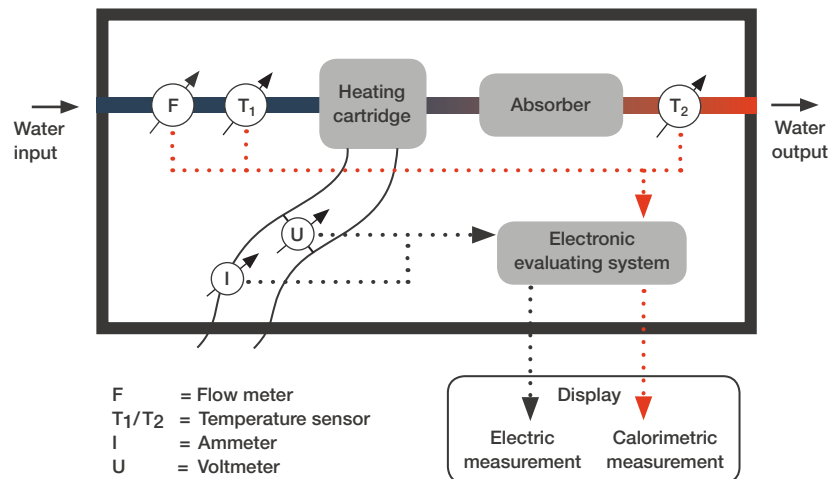 Water
input
F
T1
Heating
cartridge
Absorber
T2
Water
output
U
I
Electronic
evaluating system
F = Flow meter
T1/T2 = Temperature sensor
I = Ammeter
U = Voltmeter
Display
Electric
measurement
Calorimetric
measurement